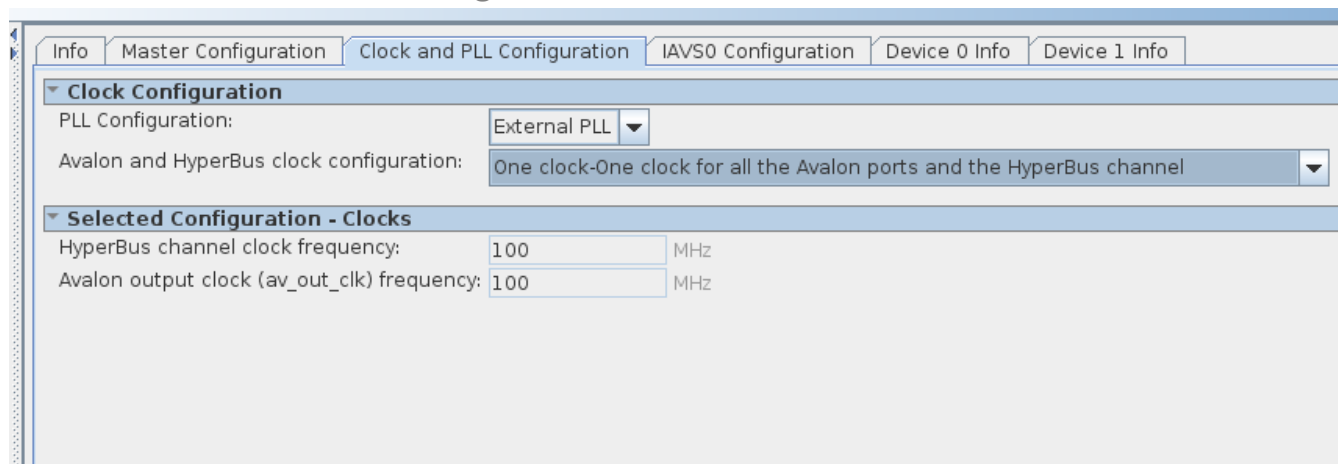 Info Master Configuration Clock and PLL Configuration IAVS0 Configuration Device 0 Info Device 1 Info
Clock Configuration
PLL Configuration: External PLL
Avalon and HyperBus clock configuration: One clock-One clock for all the Avalon ports and the HyperBus channel
Selected Configuration - Clocks
HyperBus channel clock frequency: 100 MHz
Avalon output clock (av_out_clk) frequency: 100 MHz